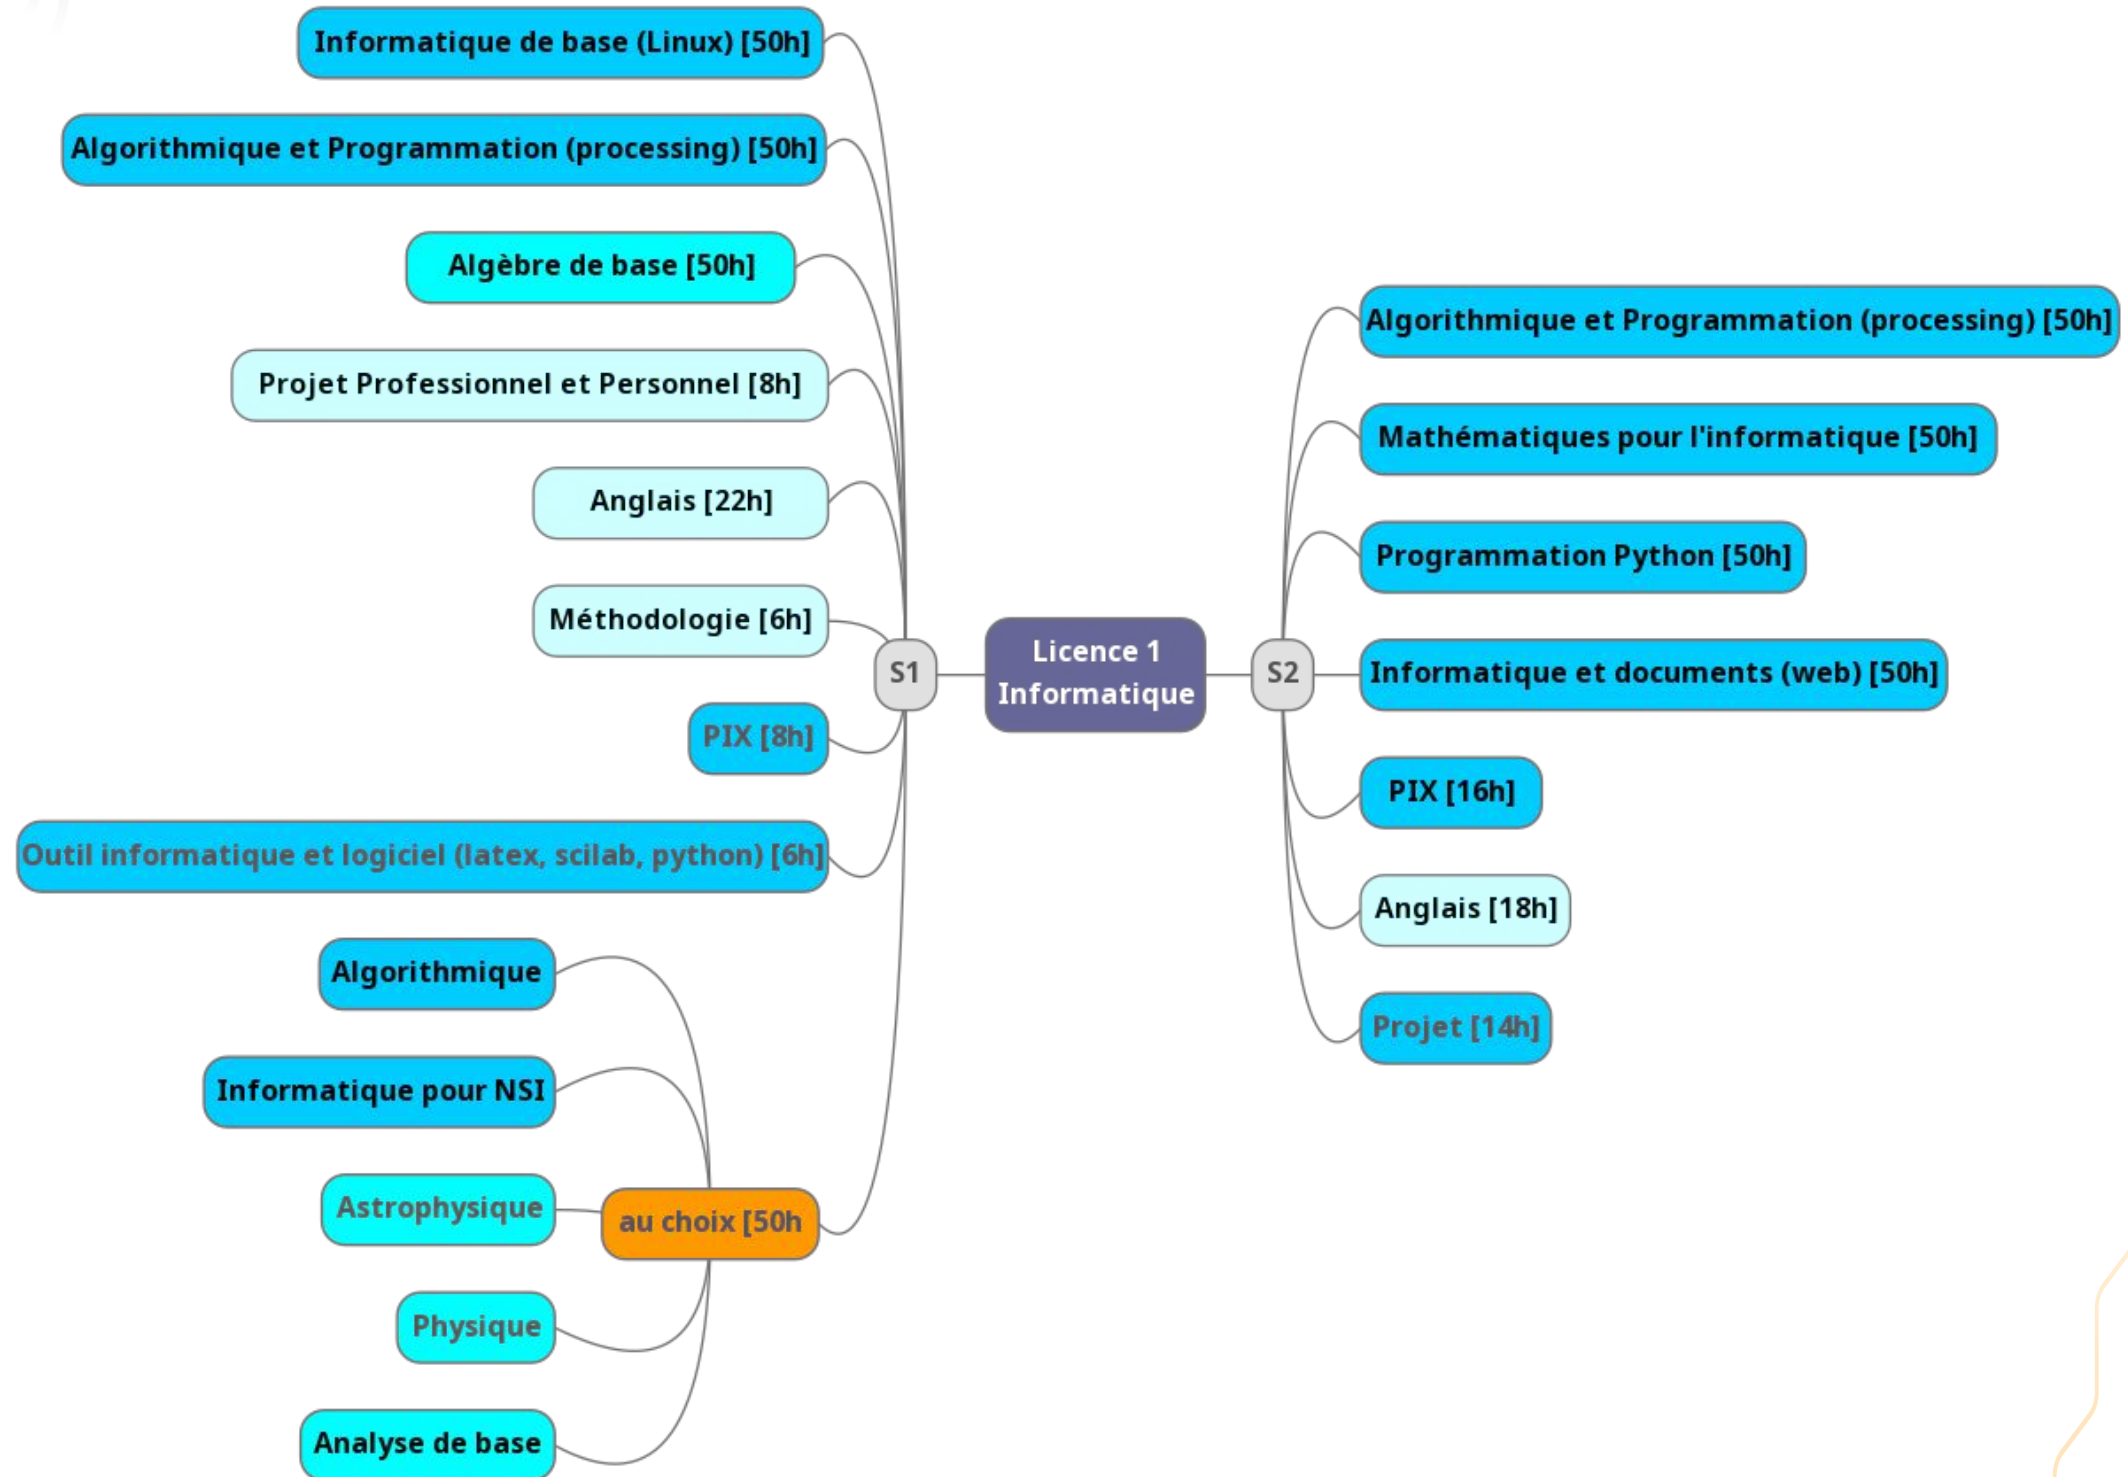 Informatique de base (Linux) [50h]
Algorithmique et Programmation (processing) [50h]
Algèbre de base [50h]
Projet Professionnel et Personnel [8h]
Anglais [22h]
Méthodologie [6h]
S1
PIX [8h]
Outil informatique et logiciel (latex, scilab, python) [6h]
Algorithmique
Informatique pour NSI
Astrophysique
au choix [50h
Physique
Analyse de base
Licence 1
Informatique
S2
Algorithmique et Programmation (processing) [50h]
Mathématiques pour l'informatique [50h]
Programmation Python [50h]
Informatique et documents (web) [50h]
PIX [16h]
Anglais [18h]
Projet [14h]